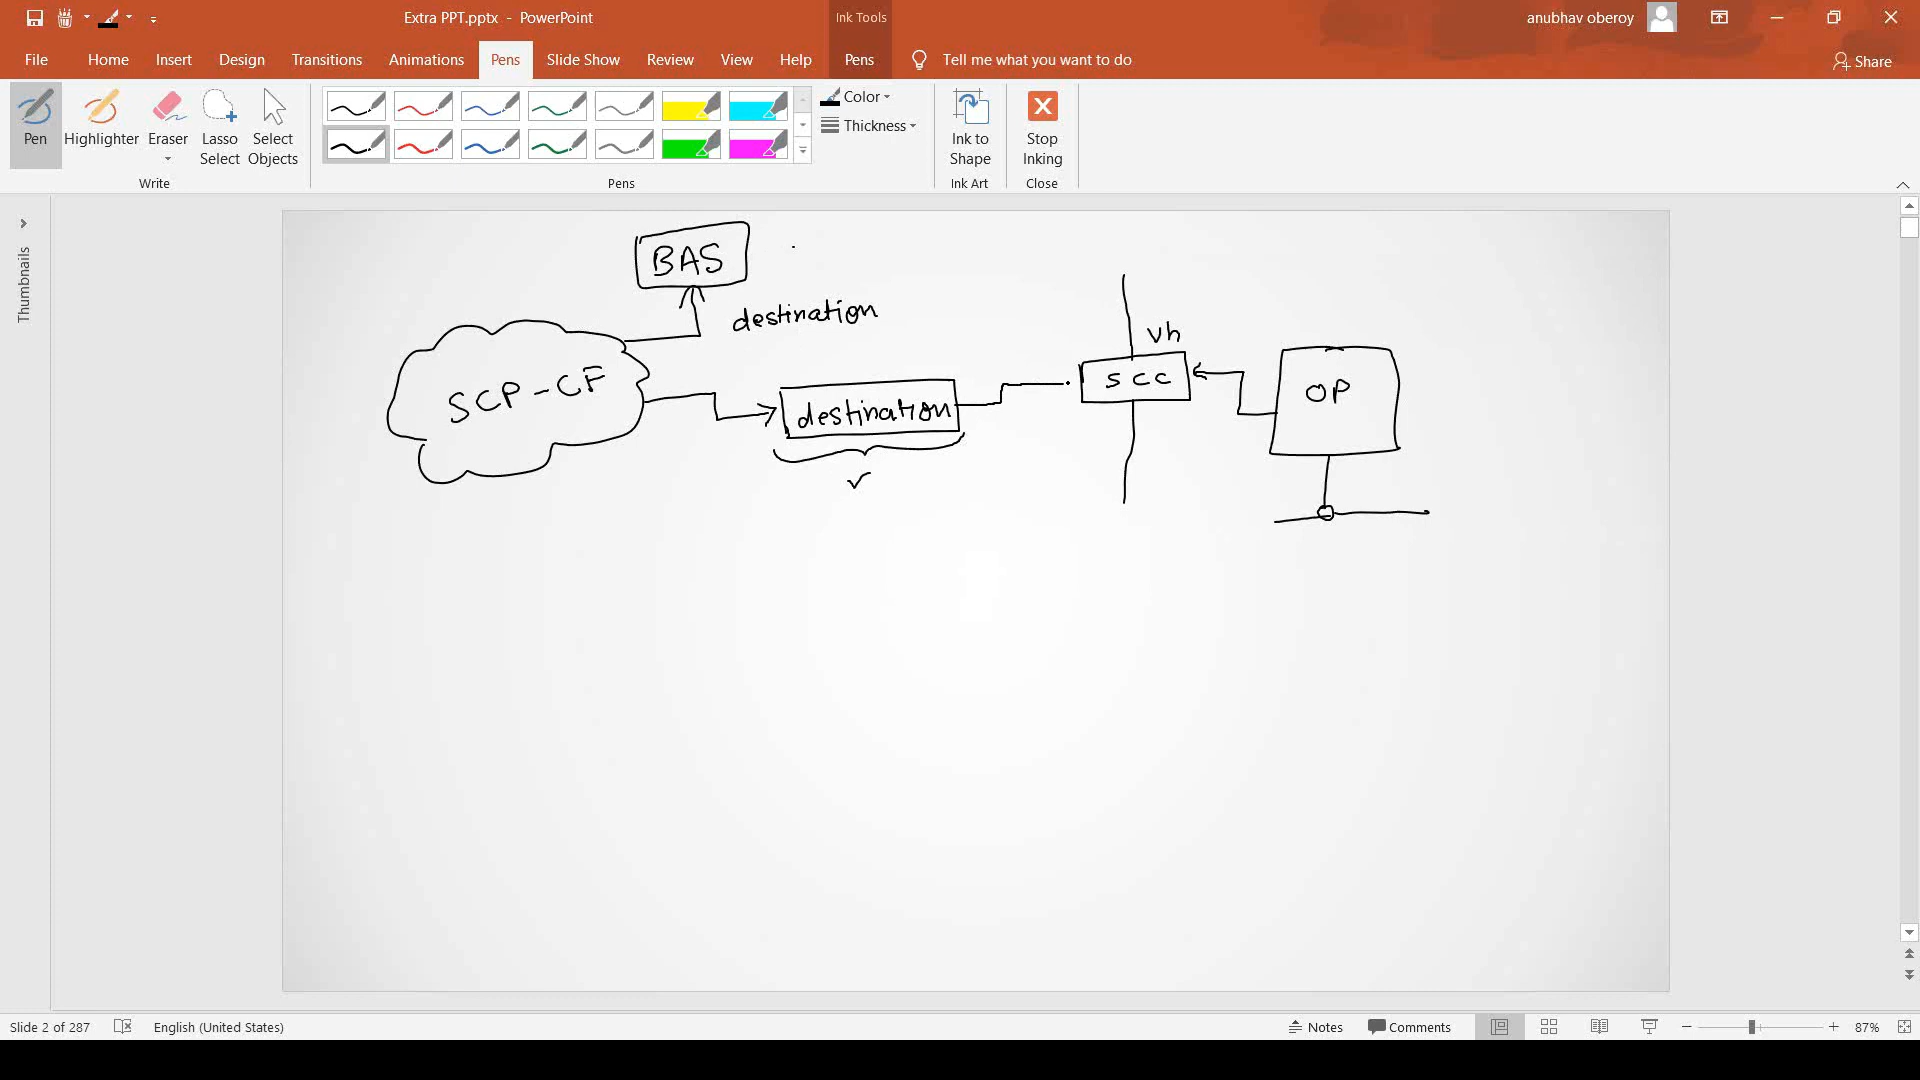 Extra PPT.pptx - PowerPoint
Ink Tools
anubhav oberoy
File Home Insert Design Transitions Animations Pens Slide Show Review View Help Pens Tell me what you want to do Share
Pen
Highlighter
Eraser
Lasso Select
Select Objects
Color
Thickness
Ink to Shape
Stop Inking
Write
Pens
Ink Art
Close
Thumbnails
BAS
destination
vh
SCP-CF
destination
SCC
OP
Slide 2 of 287 English (United States) Notes Comments 87%